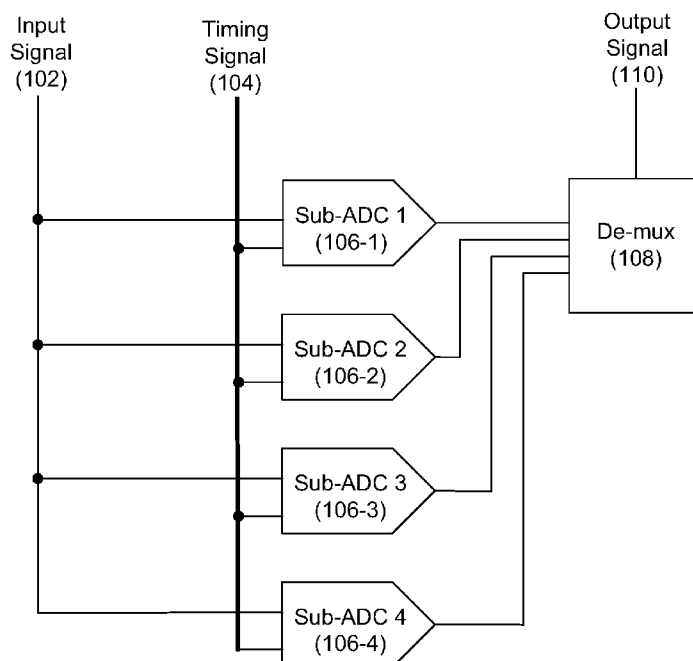 Input
Signal
(102)
Timing
Signal
(104)
Output
Signal
(110)
Sub-ADC 1
(106-1)
De-mux
(108)
Sub-ADC 2
(106-2)
Sub-ADC 3
(106-3)
Sub-ADC 4
(106-4)